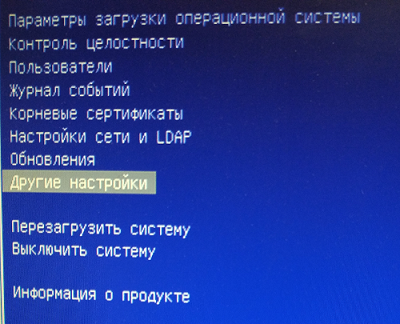 Параметры загрузки операционной системы
Контроль целостности
Пользователи
Журнал событий
Корневые сертификаты
Настройки сети и LDAP
Обновления
Другие настройки
Перезагрузить систему
Выключить систему
Информация о продукте